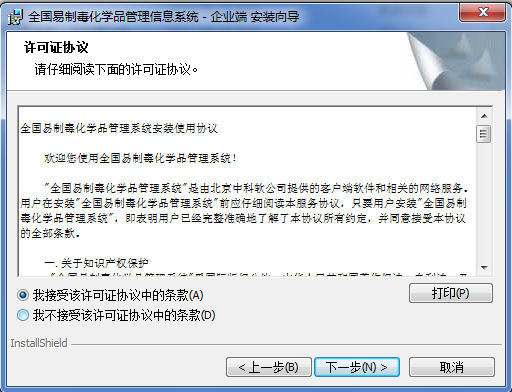 全国易制毒化学品管理信息系统 - 企业端 安装向导
许可证协议
请仔细阅读下面的许可证协议。
全国易制毒化学品管理系统安装使用协议
欢迎您使用全国易制毒化学品管理系统!
"全国易制毒化学品管理系统"是由北京中科软公司提供的客户端软件和相关的网络服务。
用户在安装"全国易制毒化学品管理系统"前应仔细阅读本服务协议，只要用户安装"全国易制
毒化学品管理系统"，即表明用户已经完整准确地了解了本协议所有约定，并同意接受本协议
的全部条款。
一.关于知识产权保护
我接受该许可证协议中的条款(A)
打印(P)
我不接受该许可证协议中的条款(D)
InstallShield
< 上一步(B)
下一步(N) >
取消